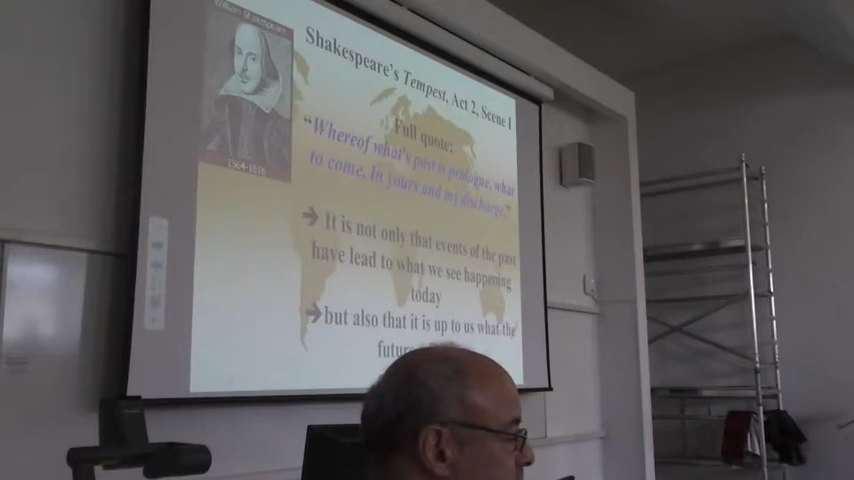 William Shakespeare
1564-1616
Shakespeare's Tempest, Act 2, Scene I
Full quote:
"Whereof what's past is prologue, what
to come, In yours and my discharge."
➔ It is not only that events of the past
have lead to what we see happening
today
➔ but also that it is up to us what the